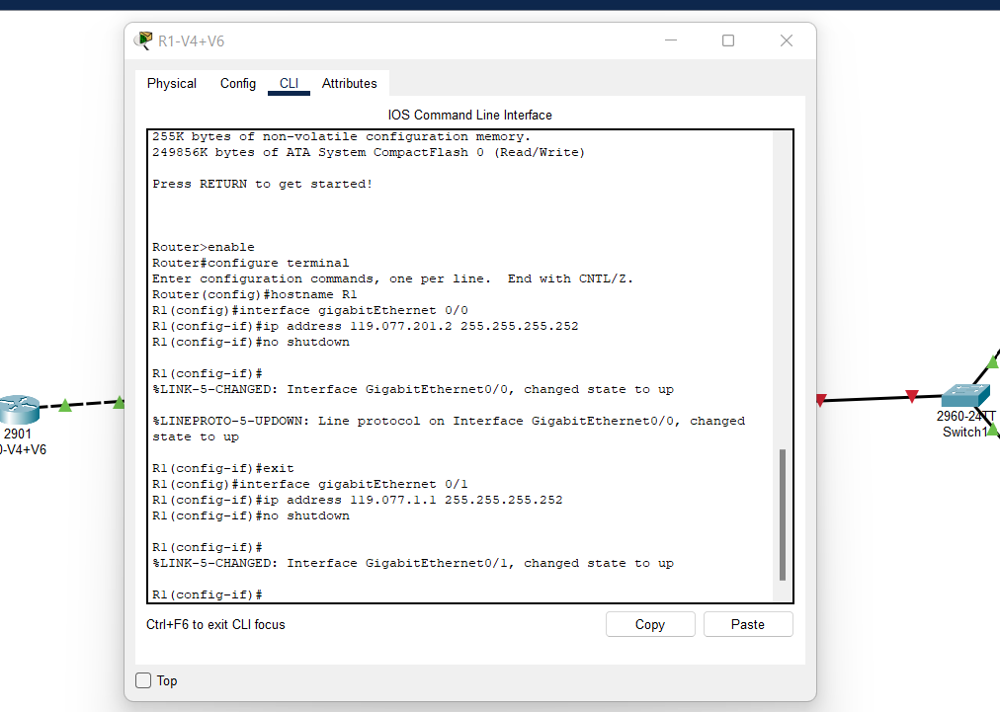 R1-V4+V6
Physical Config CLI Attributes
IOS Command Line Interface
255K bytes of non-volatile configuration memory.
249856K bytes of ATA System CompactFlash 0 (Read/Write)
Press RETURN to get started!
Router>enable
Router#configure terminal
Enter configuration commands, one per line.  End with CNTL/Z.
Router(config)#hostname R1
R1(config)#interface gigabitEthernet 0/0
R1(config-if)#ip address 119.077.201.2 255.255.255.252
R1(config-if)#no shutdown
R1(config-if)#
%LINK-5-CHANGED: Interface GigabitEthernet0/0, changed state to up
%LINEPROTO-5-UPDOWN: Line protocol on Interface GigabitEthernet0/0, changed
state to up
R1(config-if)#exit
R1(config)#interface gigabitEthernet 0/1
R1(config-if)#ip address 119.077.1.1 255.255.255.252
R1(config-if)#no shutdown
R1(config-if)#
%LINK-5-CHANGED: Interface GigabitEthernet0/1, changed state to up
R1(config-if)#
Ctrl+F6 to exit CLI focus
Copy Paste
Top
2901
0-V4+V6
2960-24TT
Switch1